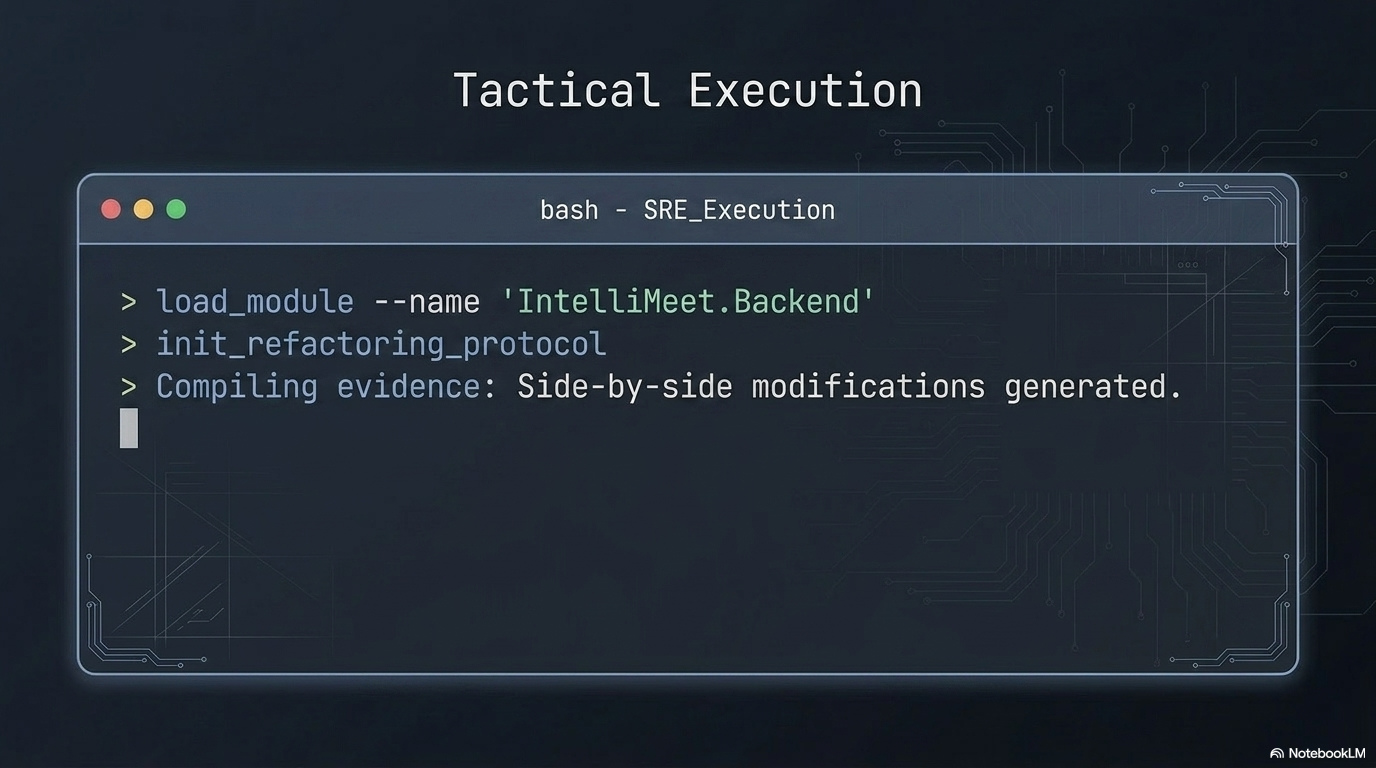 Tactical Execution
bash - SRE_Execution
> load_module --name 'IntelliMeet.Backend'
> init_refactoring_protocol
> Compiling evidence: Side-by-side modifications generated.
NotebookLM